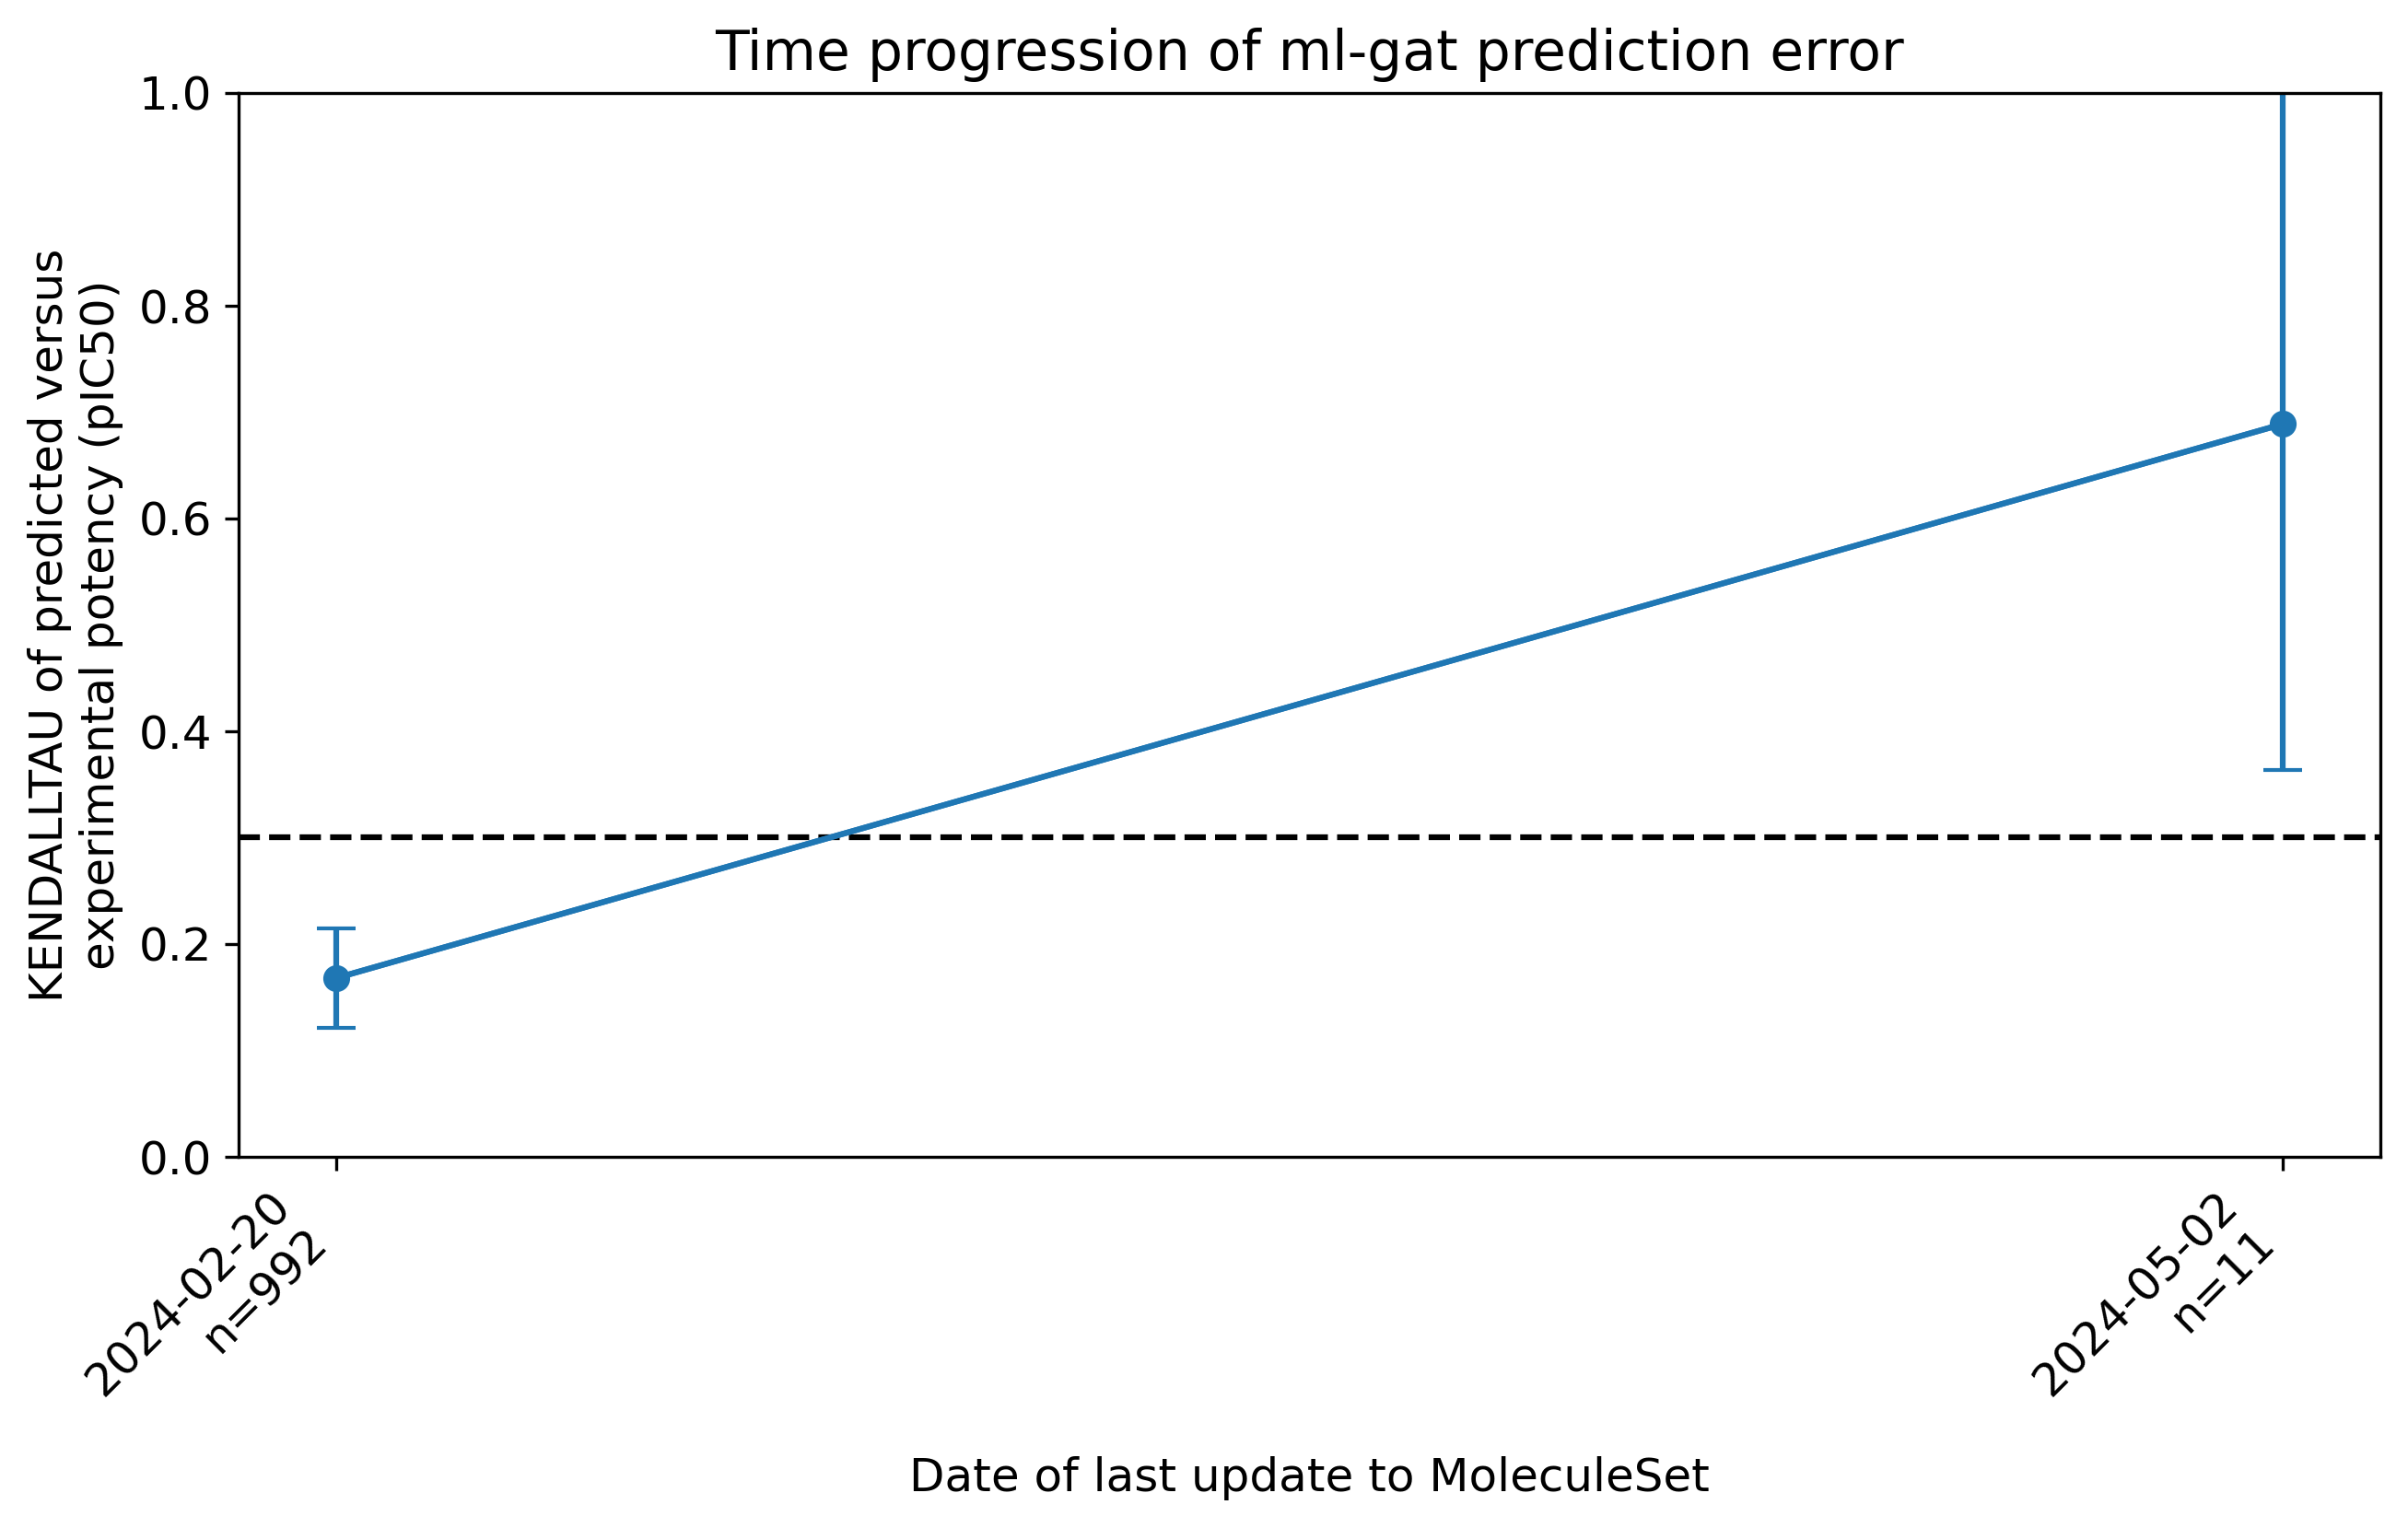 Time progression of ml-gat prediction error
KENDALLTAU of predicted versus
experimental potency (pIC50)
1.0
0.8
0.6
0.4
0.2
0.0
2024-02-20
n=992
2024-05-02
n=11
Date of last update to MoleculeSet